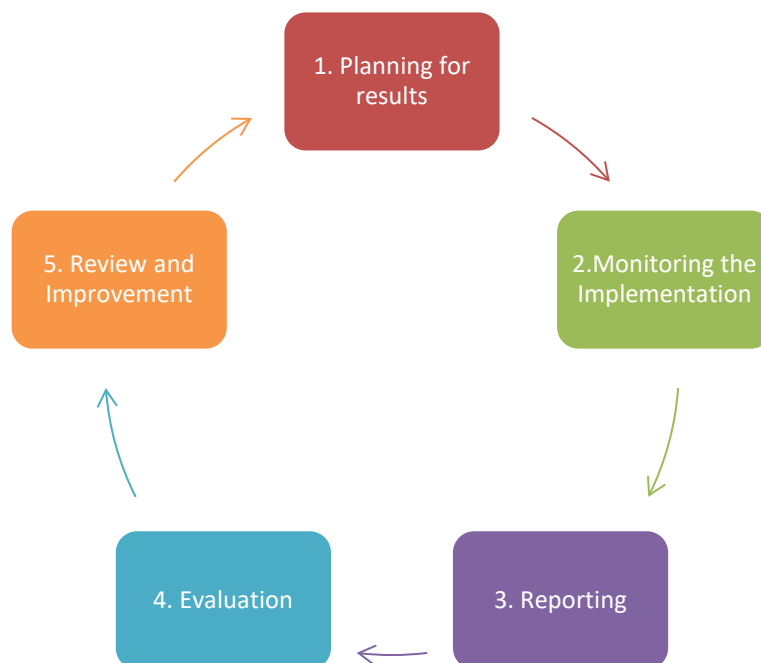 1. Planning for
results
2.Monitoring the
Implementation
3. Reporting
4. Evaluation
5. Review and
Improvement